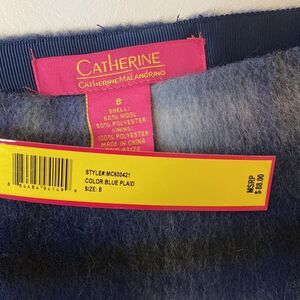 CATHERINE
CATHERINE MALANDRINO
8
SHELL:
50% WOOL
50% POLYESTER
LINING:
100% POLYESTER
MADE IN CHINA
STYLE#:MC600421
COLOR:BLUE PLAID
SIZE: 8
MSRP
$ 88.00